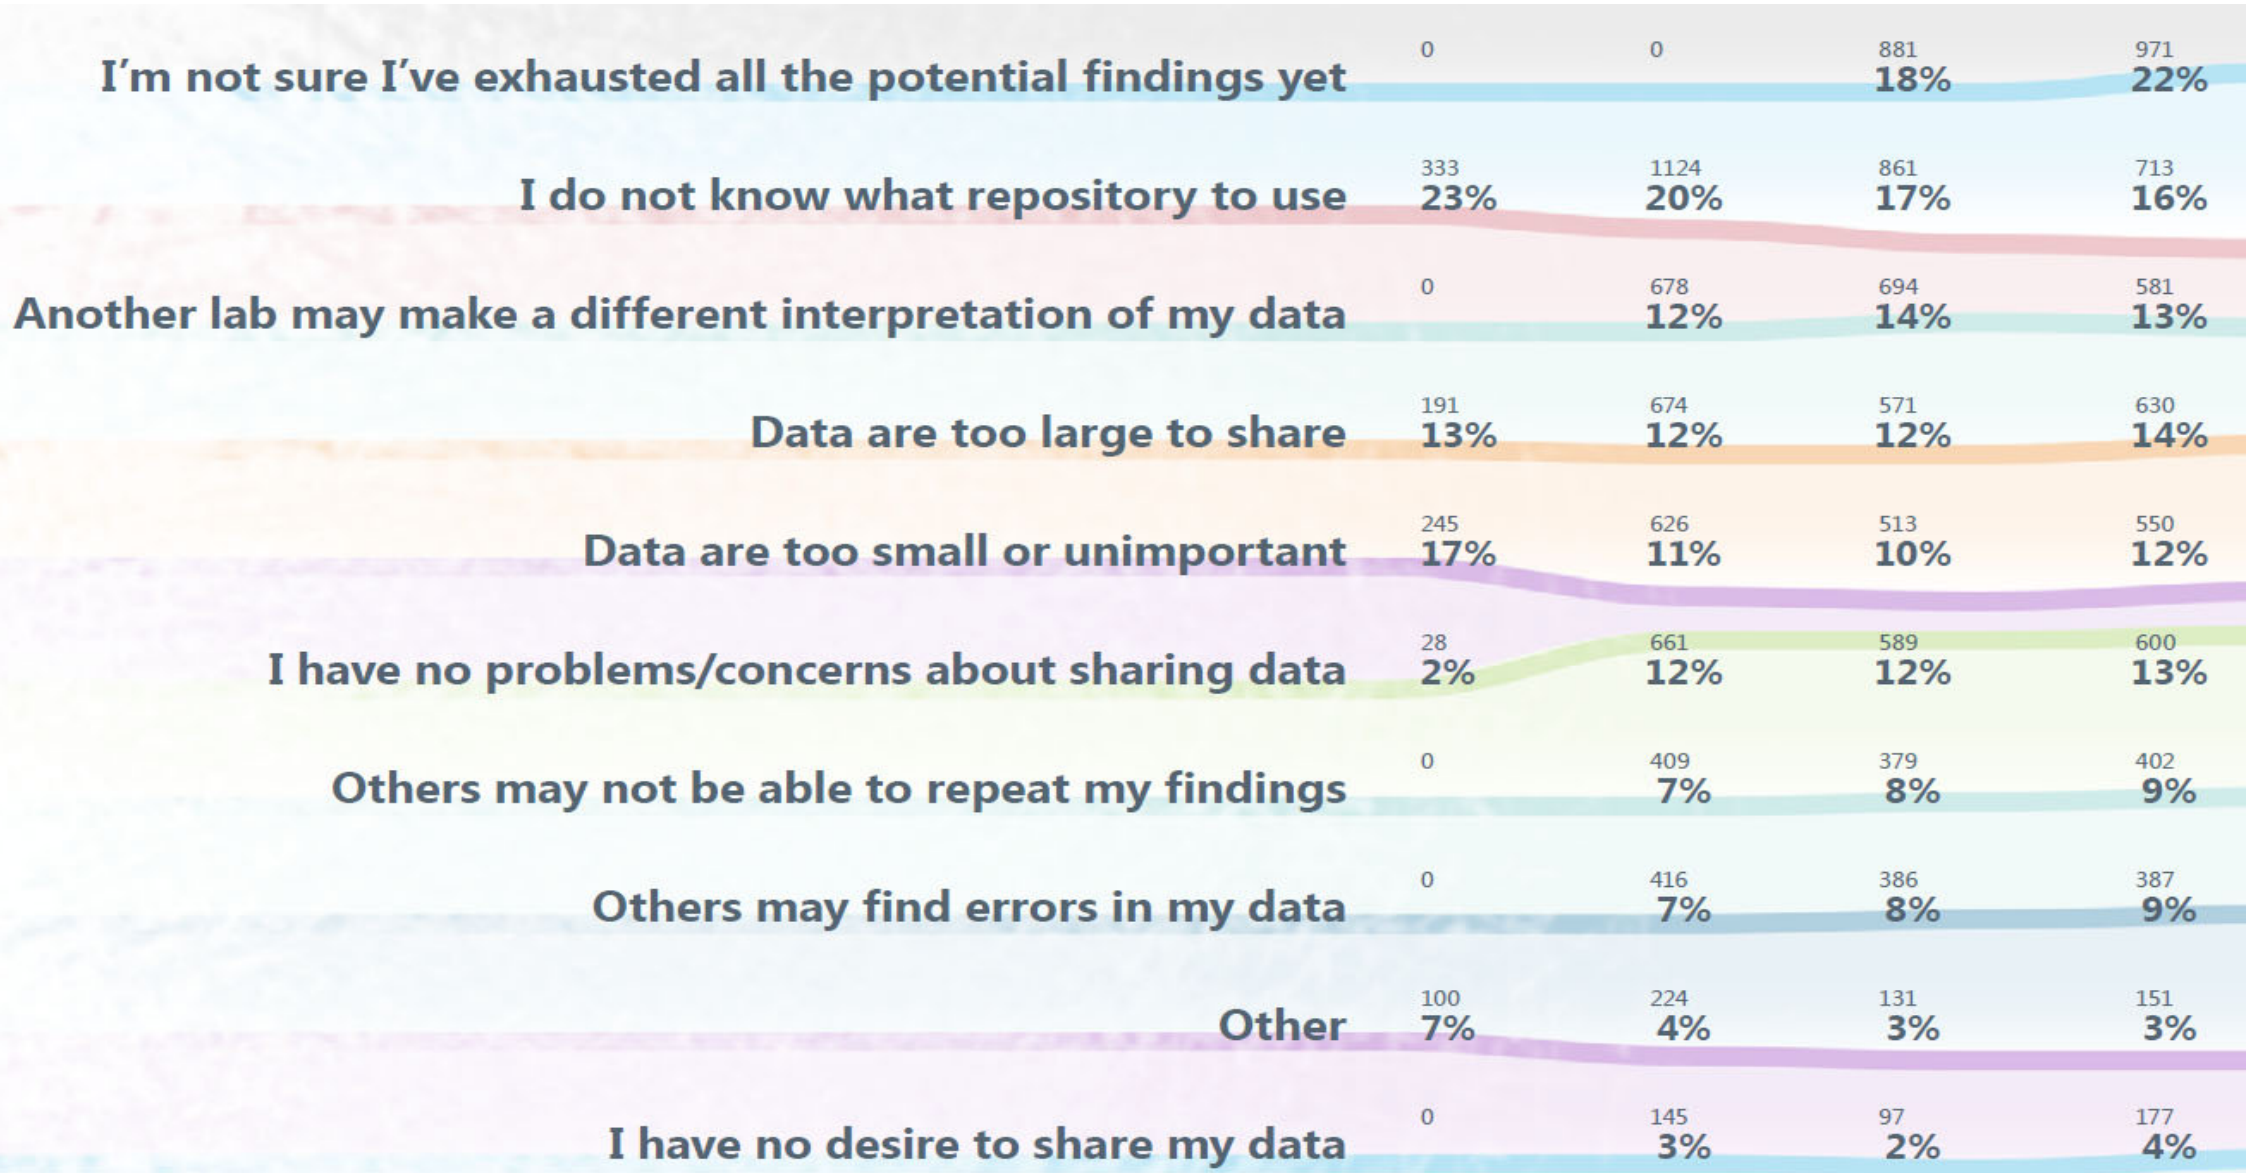 0 0 881 971
I’m not sure I’ve exhausted all the potential findings yet 18% 22%
333 1124 861 713
I do not know what repository to use 23% 20% 17% 16%
0 678 694 581
Another lab may make a different interpretation of my data 12% 14% 13%
191 674 571 630
Data are too large to share 13% 12% 12% 14%
245 626 513 550
Data are too small or unimportant 17% 11% 10% 12%
28 661 589 600
I have no problems/concerns about sharing data 2% 12% 12% 13%
0 409 379 402
Others may not be able to repeat my findings 7% 8% 9%
0 416 386 387
Others may find errors in my data 7% 8% 9%
100 224 131 151
Other 7% 4% 3% 3%
0 145 97 177
I have no desire to share my data 3% 2% 4%